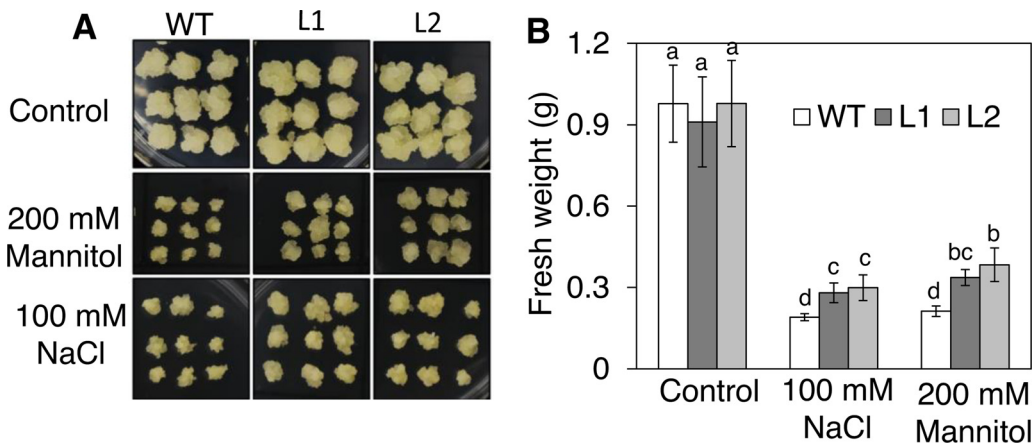 A
WT
L1
L2
Control
200 mM
Mannitol
100 mM
NaCl
B
Fresh weight (g)
1.2
0.9
0.6
0.3
0
a
a
a
d
c
c
d
bc
b
WT
L1
L2
Control
100 mM
NaCl
200 mM
Mannitol